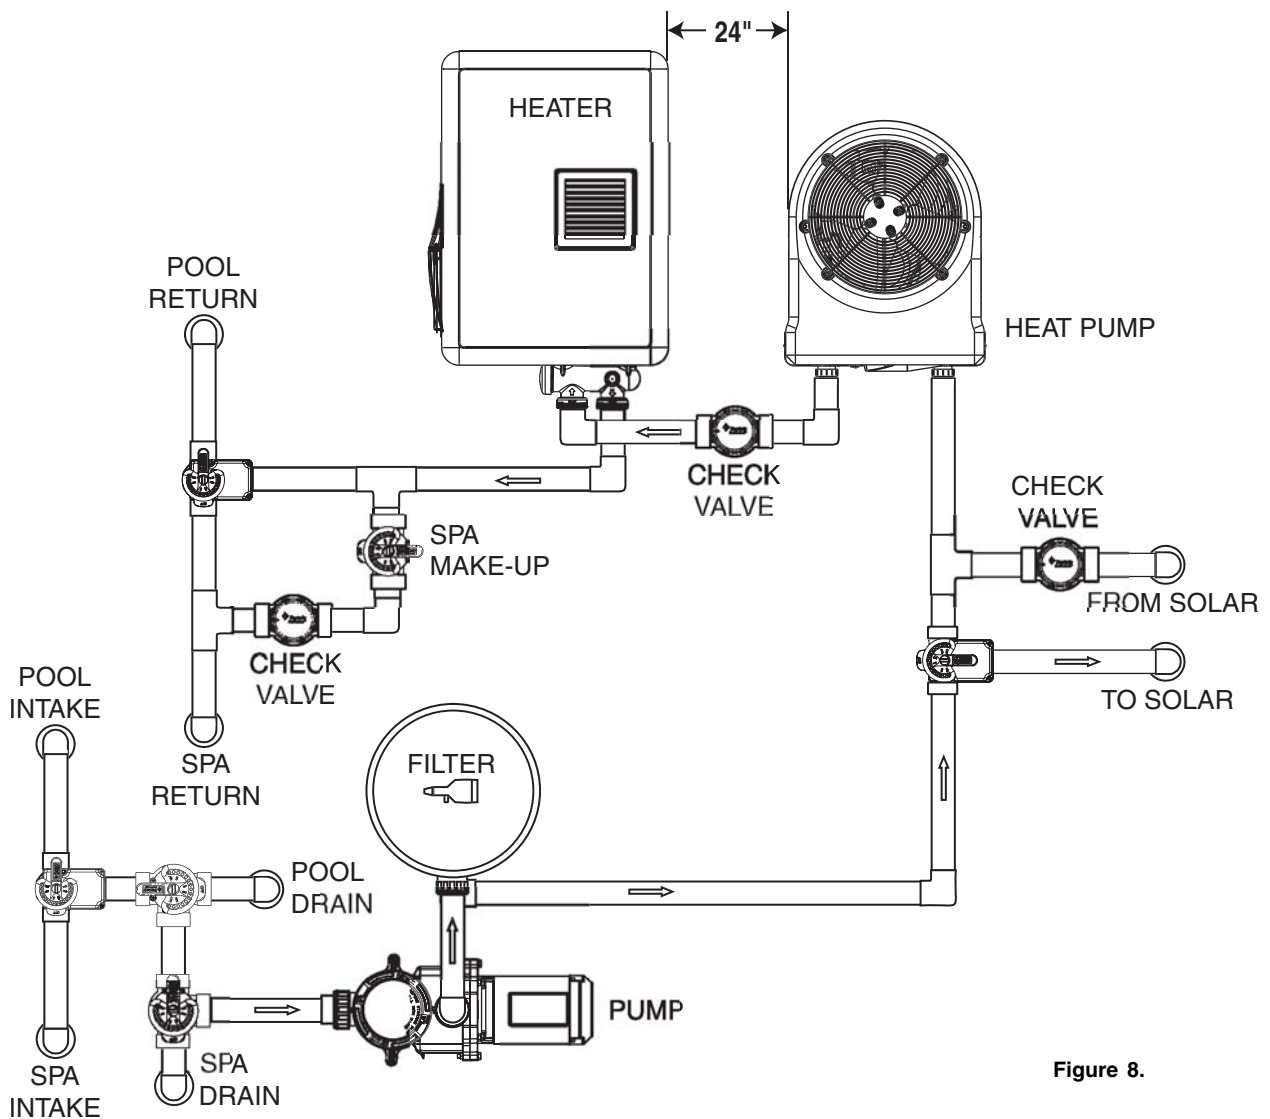 24"
HEATER
POOL
RETURN
HEAT PUMP
CHECK
VALVE
CHECK
VALVE
SPA
MAKE-UP
FROM SOLAR
CHECK
VALVE
POOL
INTAKE
TO SOLAR
SPA
RETURN
FILTER
POOL
DRAIN
PUMP
SPA
DRAIN
SPA
INTAKE
Figure 8.